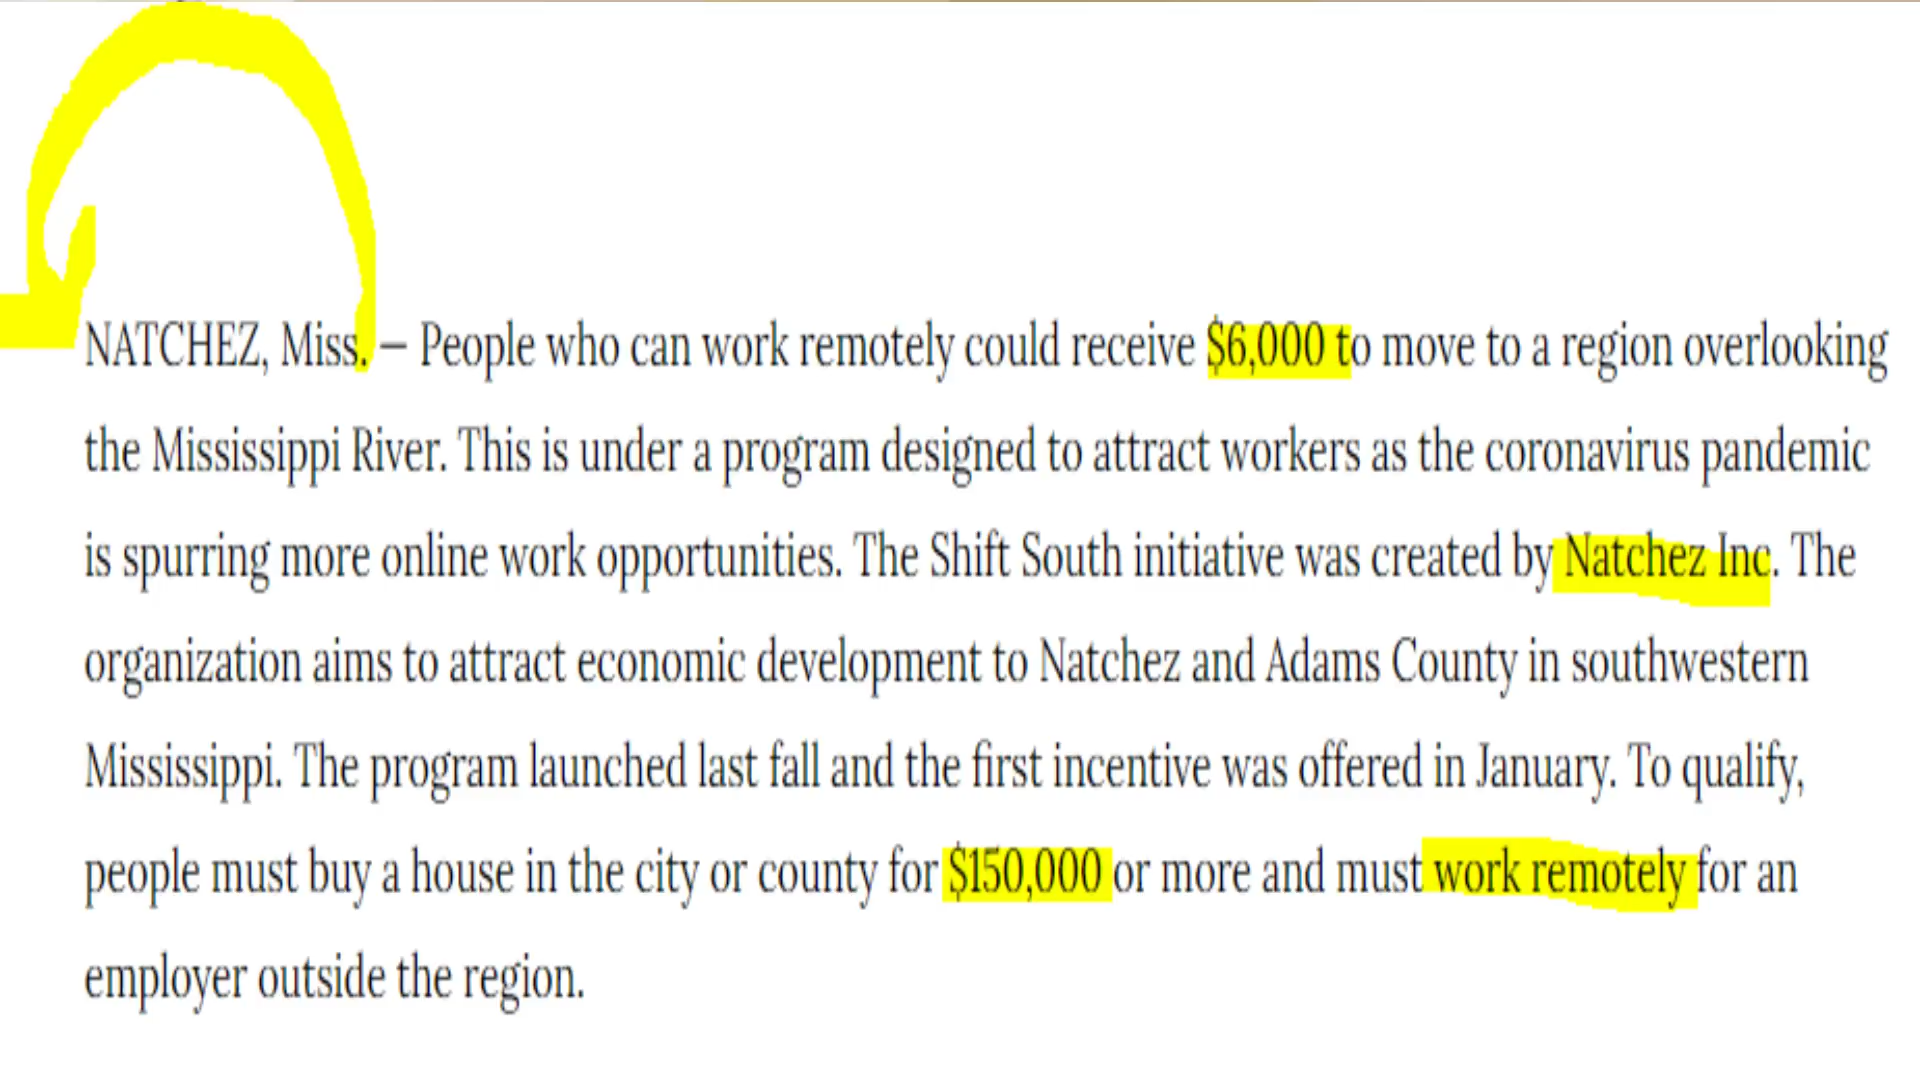 NATCHEZ, Miss. — People who can work remotely could receive $6,000 to move to a region overlooking
the Mississippi River. This is under a program designed to attract workers as the coronavirus pandemic
is spurring more online work opportunities. The Shift South initiative was created by Natchez Inc. The
organization aims to attract economic development to Natchez and Adams County in southwestern
Mississippi. The program launched last fall and the first incentive was offered in January. To qualify,
people must buy a house in the city or county for $150,000 or more and must work remotely for an
employer outside the region.